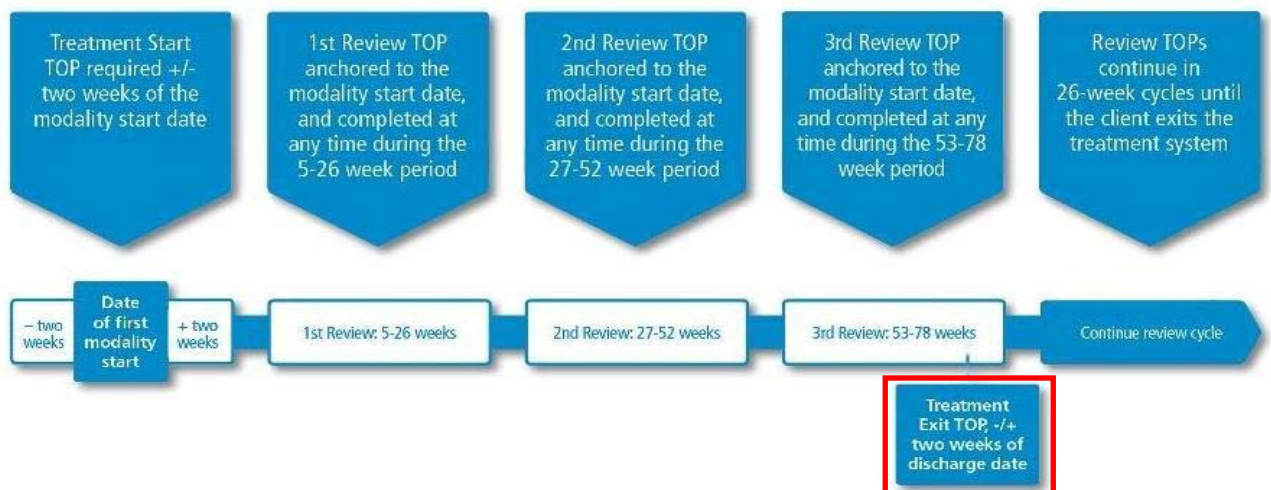 Treatment Start
TOP required +/-
two weeks of the
modality start date
1st Review TOP
anchored to the
modality start date,
and completed at
any time during the
5-26 week period
2nd Review TOP
anchored to the
modality start date,
and completed at
any time during the
27-52 week period
3rd Review TOP
anchored to the
modality start date,
and completed at any
time during the 53-78
week period
Review TOPs
continue in
26-week cycles until
the client exits the
treatment system
– two
weeks
Date
of first
modality
start
+ two
weeks
1st Review: 5-26 weeks
2nd Review: 27-52 weeks
3rd Review: 53-78 weeks
Continue review cycle
Treatment
Exit TOP, -/+
two weeks of
discharge date